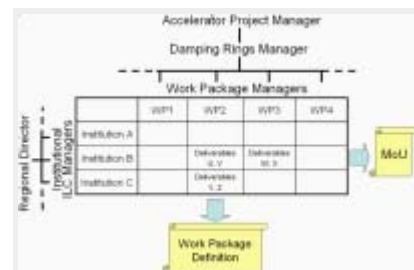 Accelerator Project Manager
Damping Rings Manager
Work Package Managers
WP1 WP2 WP3 WP4
Regional Director
Institutional
ILC Managers
Institution A
Institution B
Deliverables
Deliverables
Institution C
Deliverables
MoU
Work Package
Definition